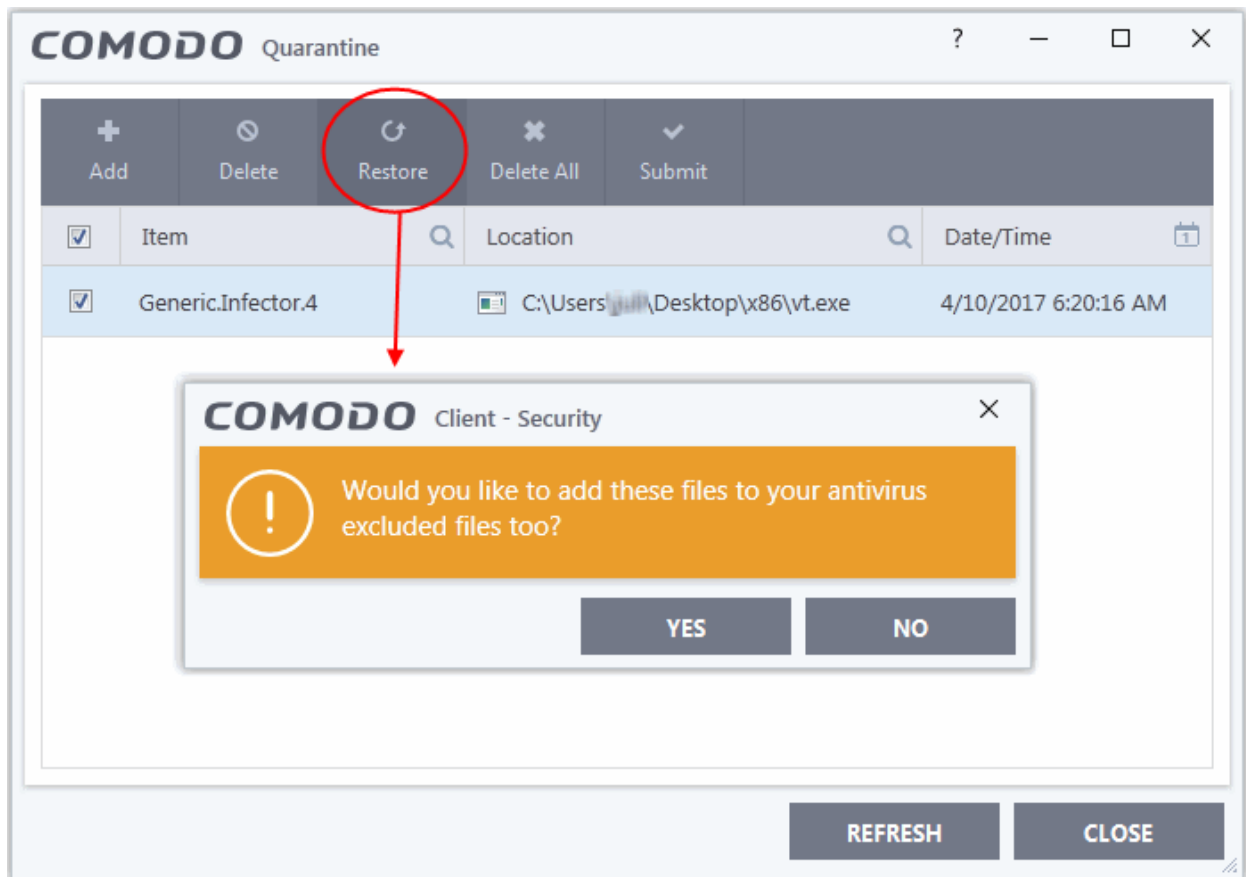 COMODO Quarantine
?
Add Delete Restore Delete All Submit
Item Location Date/Time
1
Generic.Infector.4 C:\Users\ \Desktop\x86\vt.exe 4/10/2017 6:20:16 AM
COMODO Client - Security
!
Would you like to add these files to your antivirus
excluded files too?
YES NO
REFRESH CLOSE